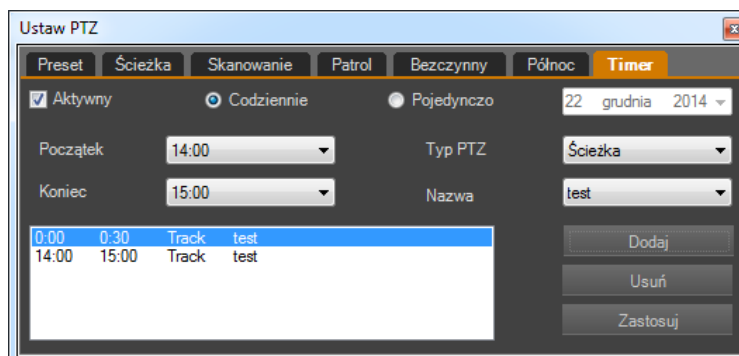 Ustaw PTZ
Preset Ścieżka Skanowanie Patrol Bezczynny Północ Timer
Aktywny Codziennie Pojedynczo 22 grudnia 2014
Początek 14:00 Typ PTZ Ścieżka
Koniec 15:00 Nazwa test
0:00 0:30 Track test
14:00 15:00 Track test
Dodaj
Usuń
Zastosuj